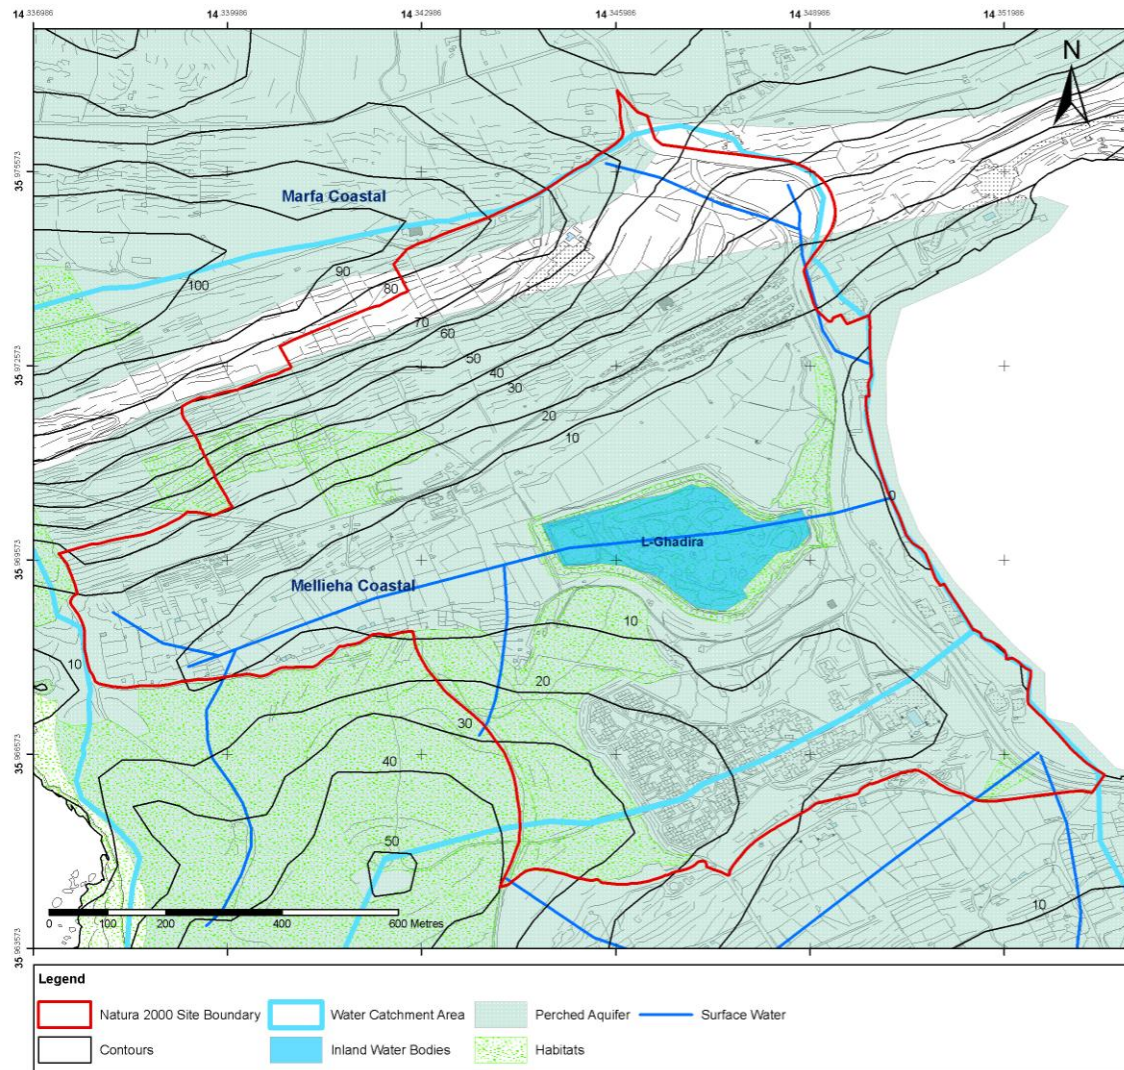 14.336986 14.339986 14.342986 14.345986 14.348986 14.351986
N
35.975573
Marfa Coastal
100
90
80
70
60
50
40
30
20
10
35.972573
0
L-Ghadira
35.969573
Mellieha Coastal
10
10
20
30
40
50
35.966573
10
0 100 200 400 600 Metres
35.963573
Legend
Natura 2000 Site Boundary Water Catchment Area Perched Aquifer Surface Water
Contours Inland Water Bodies Habitats